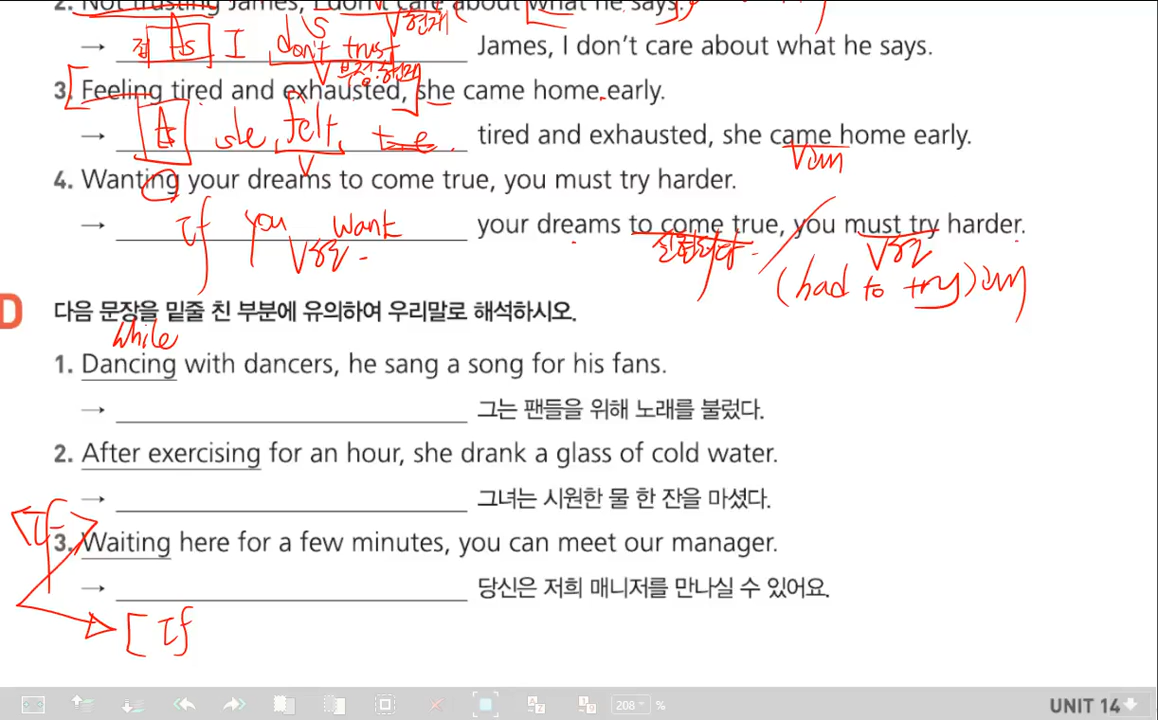 2. Not trusting James, I don't care about what he says.
→ As I don't trust James, I don't care about what he says.
3. Feeling tired and exhausted, she came home early.
→ As she felt tired and exhausted, she came home early.
4. Wanting your dreams to come true, you must try harder.
→ If you want your dreams to come true, you must try harder.
(had to try)
D 다음 문장을 밑줄 친 부분에 유의하여 우리말로 해석하시오.
while
1. Dancing with dancers, he sang a song for his fans.
→ 그는 팬들을 위해 노래를 불렀다.
2. After exercising for an hour, she drank a glass of cold water.
→ 그녀는 시원한 물 한 잔을 마셨다.
If
3. Waiting here for a few minutes, you can meet our manager.
→ 당신은 저희 매니저를 만나실 수 있어요.
[ If
208 %
UNIT 14